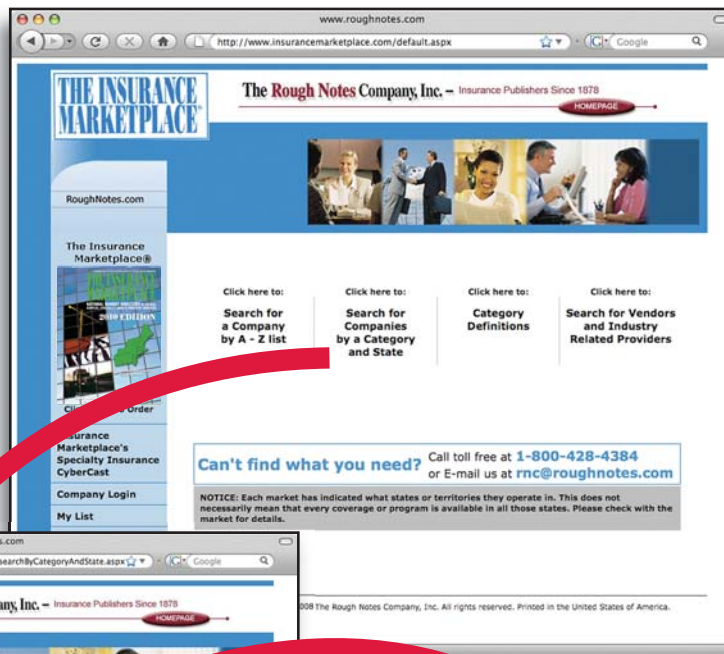 www.roughnotes.com
http://www.insurancemarketplace.com/default.aspx
Google
THE INSURANCE
MARKETPLACE®
The Rough Notes Company, Inc. – Insurance Publishers Since 1878
HOMEPAGE
RoughNotes.com
The Insurance
Marketplace®
THE INSURANCE
MARKETPLACE
2010 EDITION
Order
Insurance
Marketplace's
Specialty Insurance
CyberCast
Company Login
My List
Click here to:
Search for
a Company
by A - Z list
Click here to:
Search for
Companies
by a Category
and State
Click here to:
Category
Definitions
Click here to:
Search for Vendors
and Industry
Related Providers
Can't find what you need? Call toll free at 1-800-428-4384
or E-mail us at rnc@roughnotes.com
NOTICE: Each market has indicated what states or territories they operate in. This does not
necessarily mean that every coverage or program is available in all those states. Please check with the
market for details.
The Rough Notes Company, Inc. All rights reserved. Printed in the United States of America.
s.com
searchByCategoryAndState.aspx
Google
any, Inc. – Insurance Publishers Since 1878
HOMEPAGE